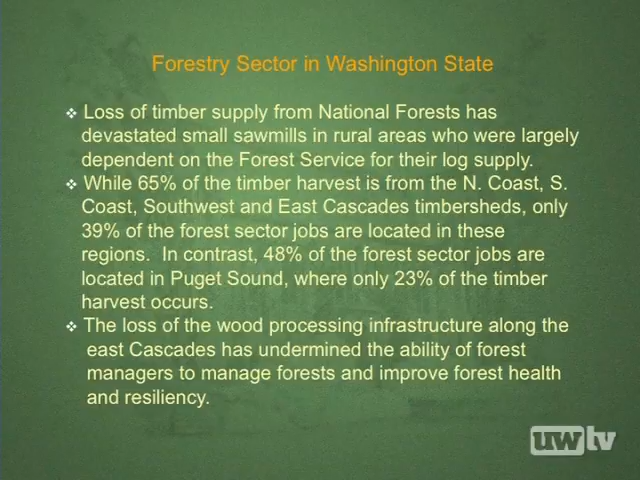 Forestry Sector in Washington State
❖ Loss of timber supply from National Forests has
devastated small sawmills in rural areas who were largely
dependent on the Forest Service for their log supply.
❖ While 65% of the timber harvest is from the N. Coast, S.
Coast, Southwest and East Cascades timbersheds, only
39% of the forest sector jobs are located in these
regions. In contrast, 48% of the forest sector jobs are
located in Puget Sound, where only 23% of the timber
harvest occurs.
❖ The loss of the wood processing infrastructure along the
east Cascades has undermined the ability of forest
managers to manage forests and improve forest health
and resiliency.
uwtv